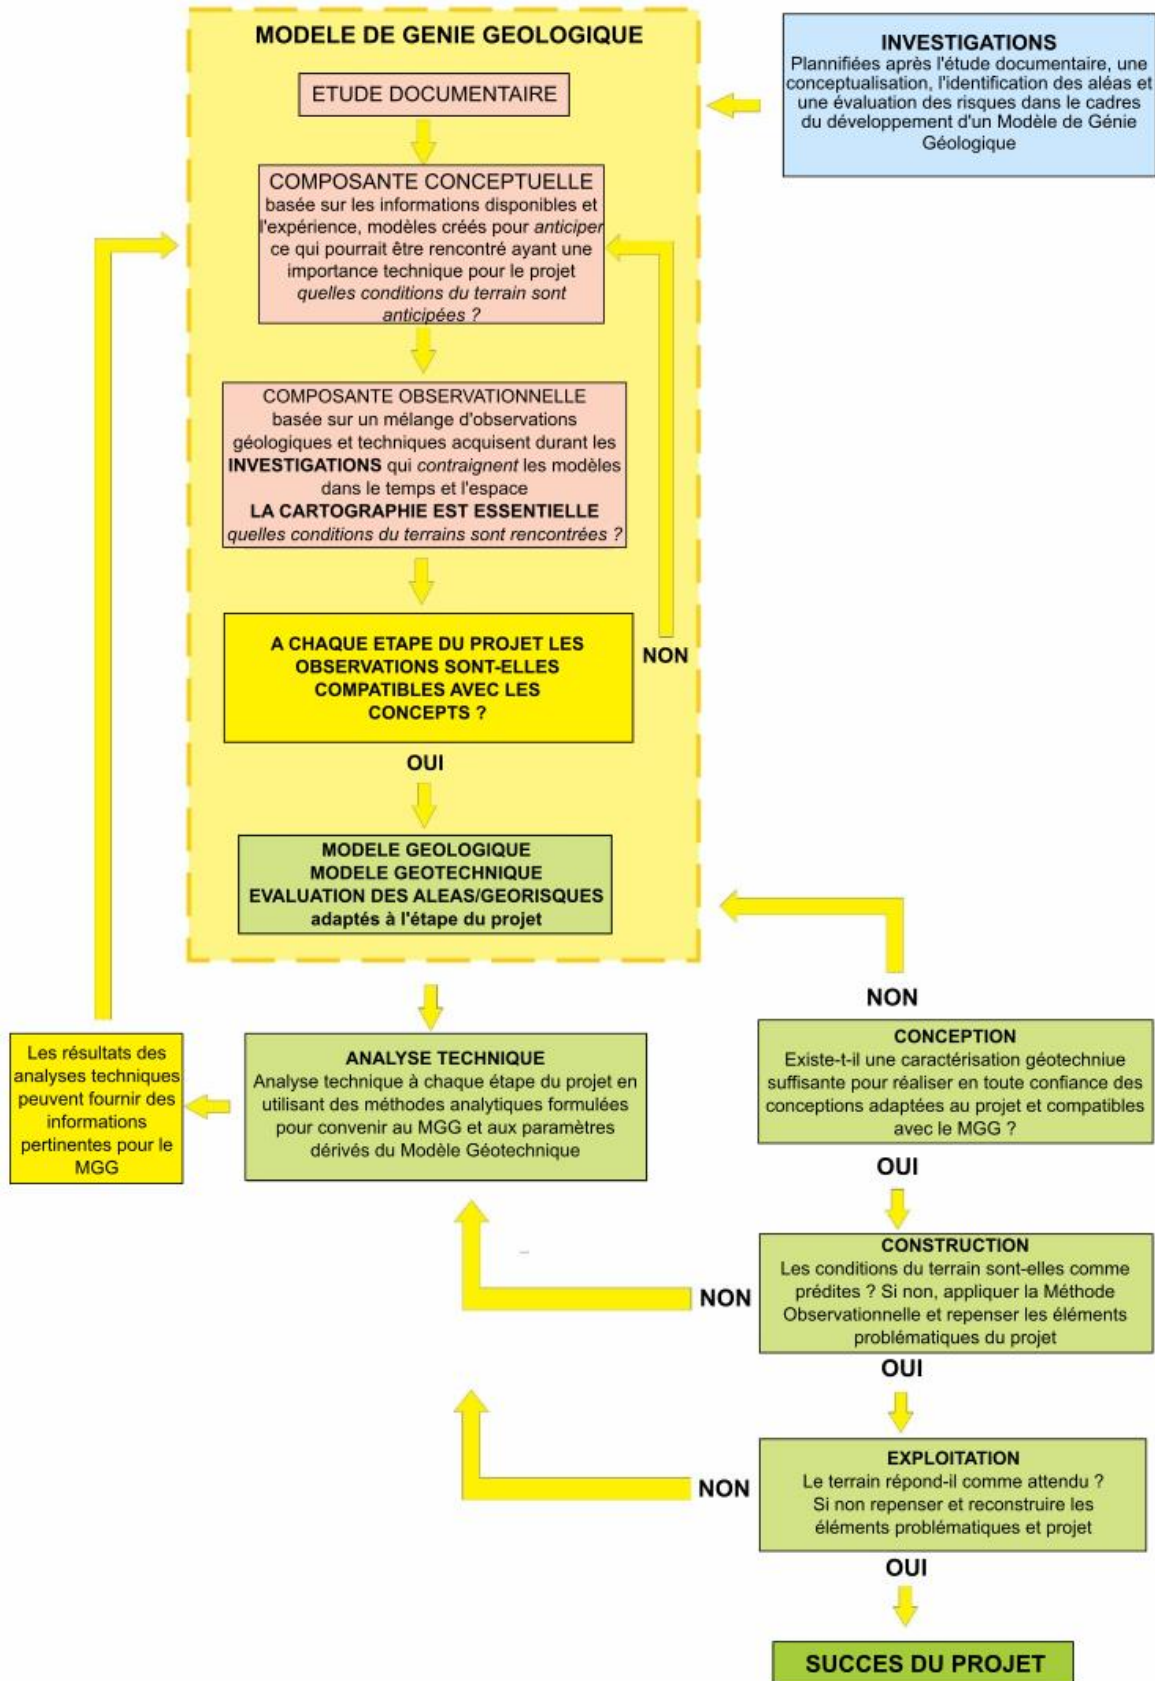 MODELE DE GENIE GEOLOGIQUE
ETUDE DOCUMENTAIRE
COMPOSANTE CONCEPTUELLE
basée sur les informations disponibles et
l'expérience, modèles créés pour anticiper
ce qui pourrait être rencontré ayant une
importance technique pour le projet
quelles conditions du terrain sont
anticipées ?
COMPOSANTE OBSERVATIONNELLE
basée sur un mélange d'observations
géologiques et techniques acquisent durant les
INVESTIGATIONS qui contraignent les modèles
dans le temps et l'espace
LA CARTOGRAPHIE EST ESSENTIELLE
quelles conditions du terrains sont rencontrées ?
A CHAQUE ETAPE DU PROJET LES
OBSERVATIONS SONT-ELLES
COMPATIBLES AVEC LES
CONCEPTS ?
NON
OUI
MODELE GEOLOGIQUE
MODELE GEOTECHNIQUE
EVALUATION DES ALEAS/GEORISQUES
adaptés à l'étape du projet
INVESTIGATIONS
Plannifiées après l'étude documentaire, une
conceptualisation, l'identification des aléas et
une évaluation des risques dans le cadres
du développement d'un Modèle de Génie
Géologique
ANALYSE TECHNIQUE
Analyse technique à chaque étape du projet en
utilisant des méthodes analytiques formulées
pour convenir au MGG et aux paramètres
dérivés du Modèle Géotechnique
Les résultats des
analyses techniques
peuvent fournir des
informations
pertinentes pour le
MGG
NON
CONCEPTION
Existe-t-il une caractérisation géotechniue
suffisante pour réaliser en toute confiance des
conceptions adaptées au projet et compatibles
avec le MGG ?
OUI
CONSTRUCTION
Les conditions du terrain sont-elles comme
prédites ? Si non, appliquer la Méthode
Observationnelle et repenser les éléments
problématiques du projet
NON
OUI
EXPLOITATION
Le terrain répond-il comme attendu ?
Si non repenser et reconstruire les
éléments problématiques et projet
NON
OUI
SUCCES DU PROJET